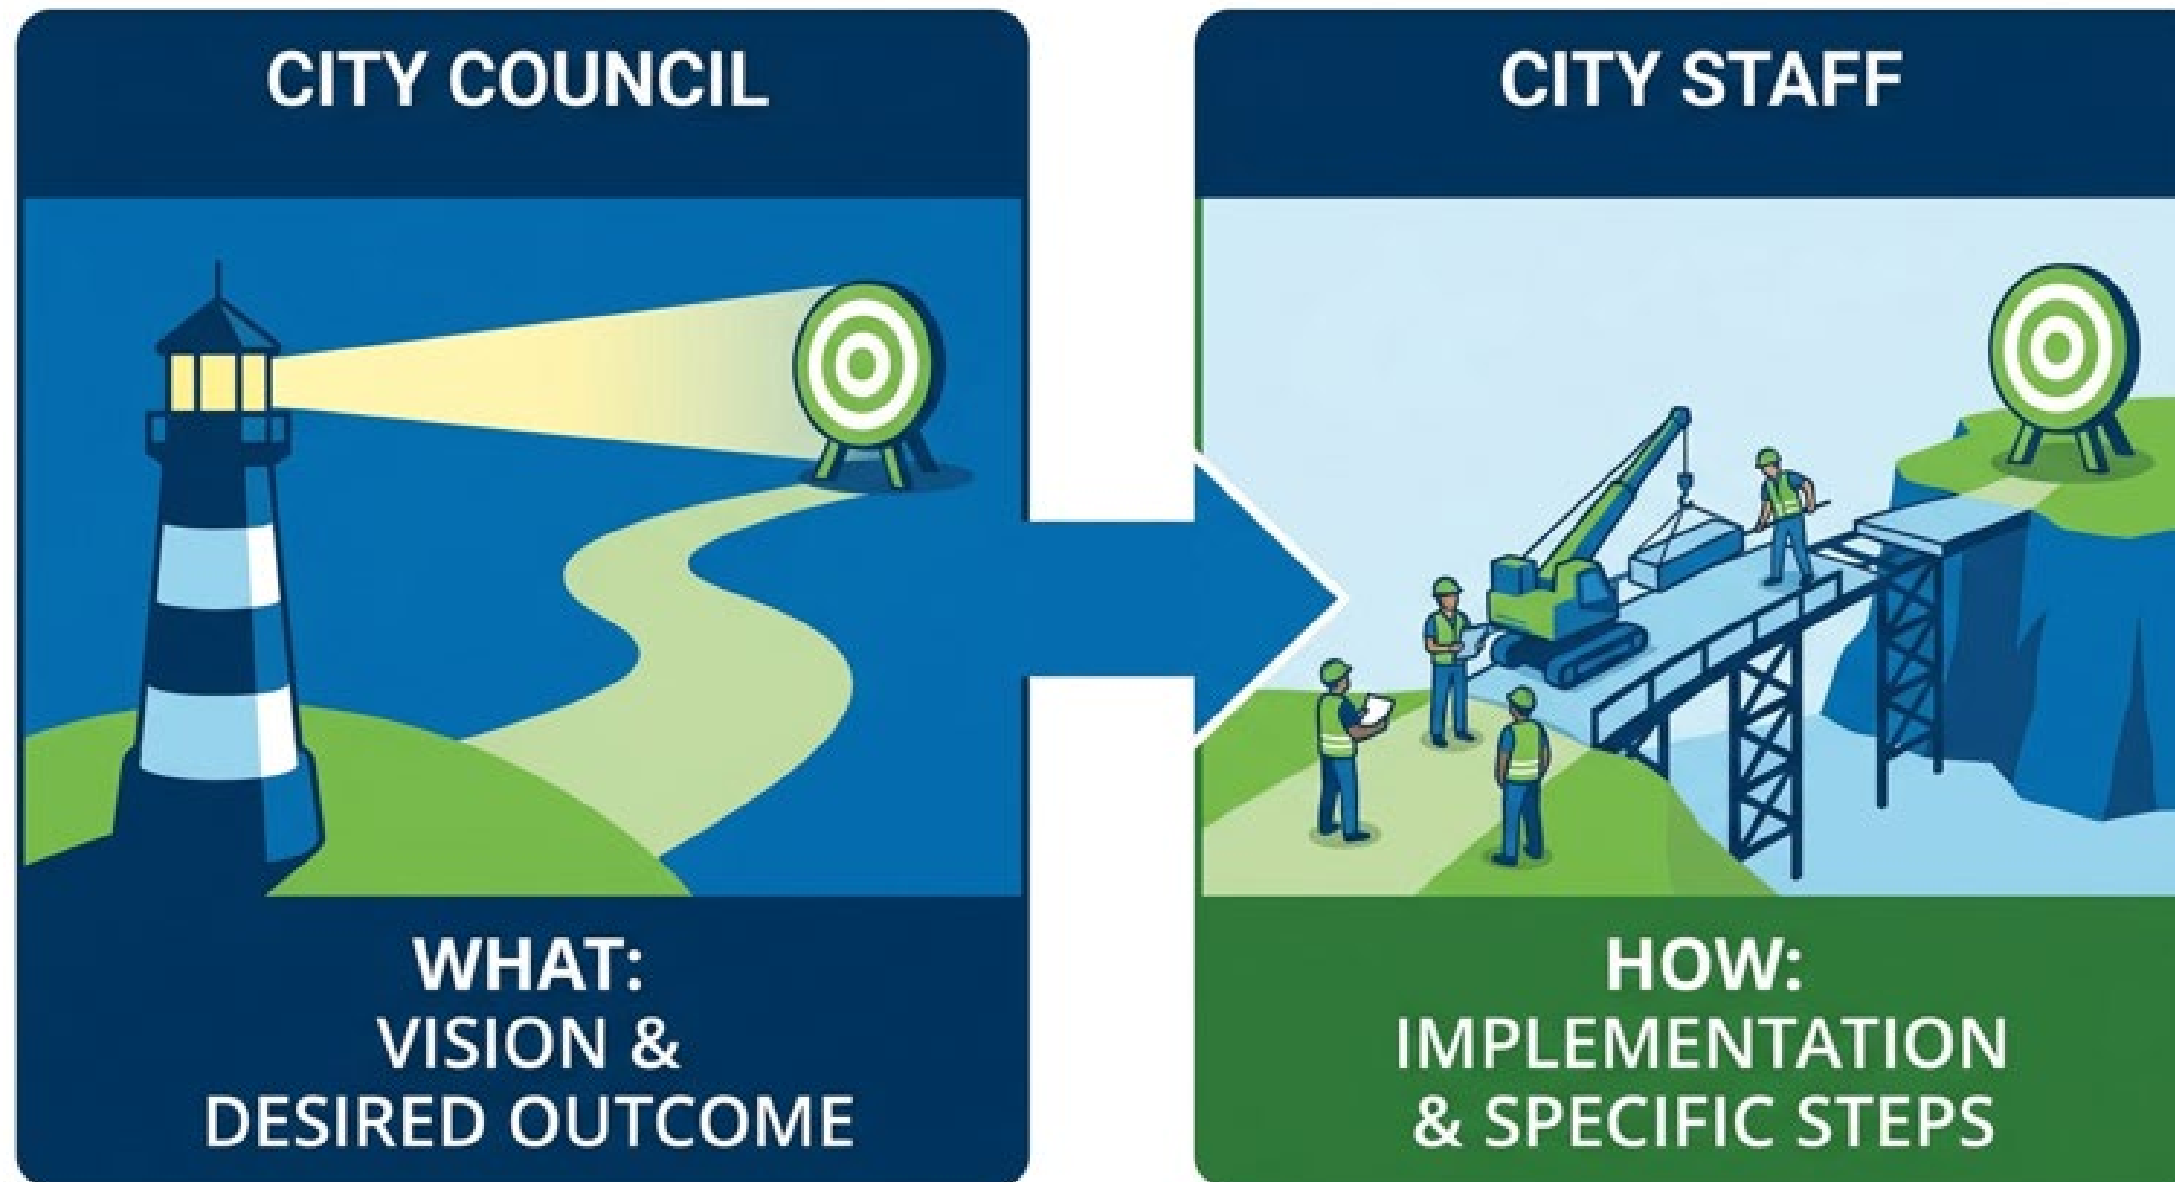 CITY COUNCIL
WHAT:
VISION &
DESIRED OUTCOME
CITY STAFF
HOW:
IMPLEMENTATION
& SPECIFIC STEPS